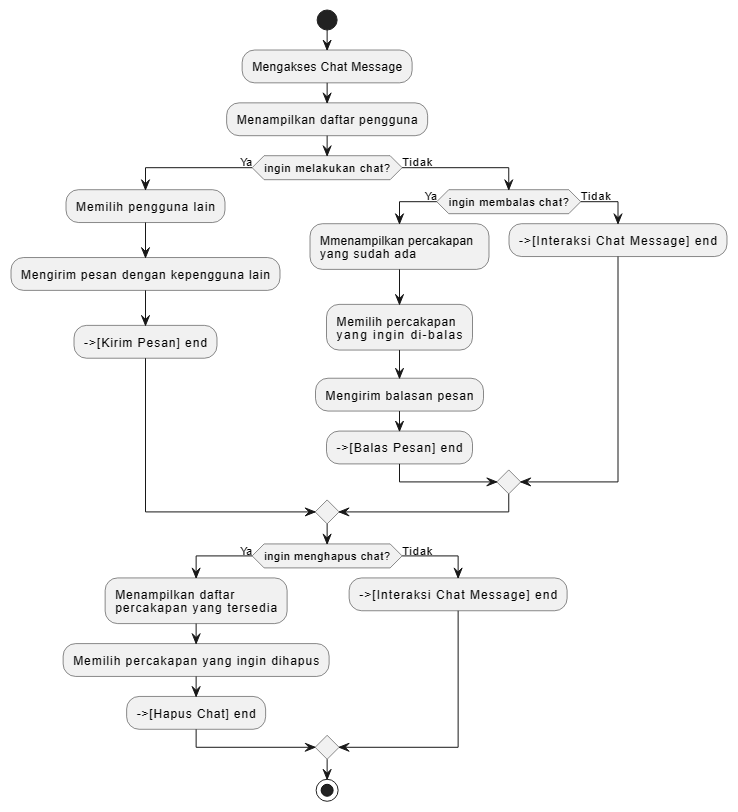 Mengakses Chat Message
Menampilkan daftar pengguna
Ya
ingin melakukan chat?
Tidak
Memilih pengguna lain
Mengirim pesan dengan kepengguna lain
->[Kirim Pesan] end
Ya
ingin membalas chat?
Tidak
Mmenampilkan percakapan
yang sudah ada
Memilih percakapan
yang ingin di-balas
Mengirim balasan pesan
->[Balas Pesan] end
->[Interaksi Chat Message] end
Ya
ingin menghapus chat?
Tidak
Menampilkan daftar
percakapan yang tersedia
Memilih percakapan yang ingin dihapus
->[Hapus Chat] end
->[Interaksi Chat Message] end